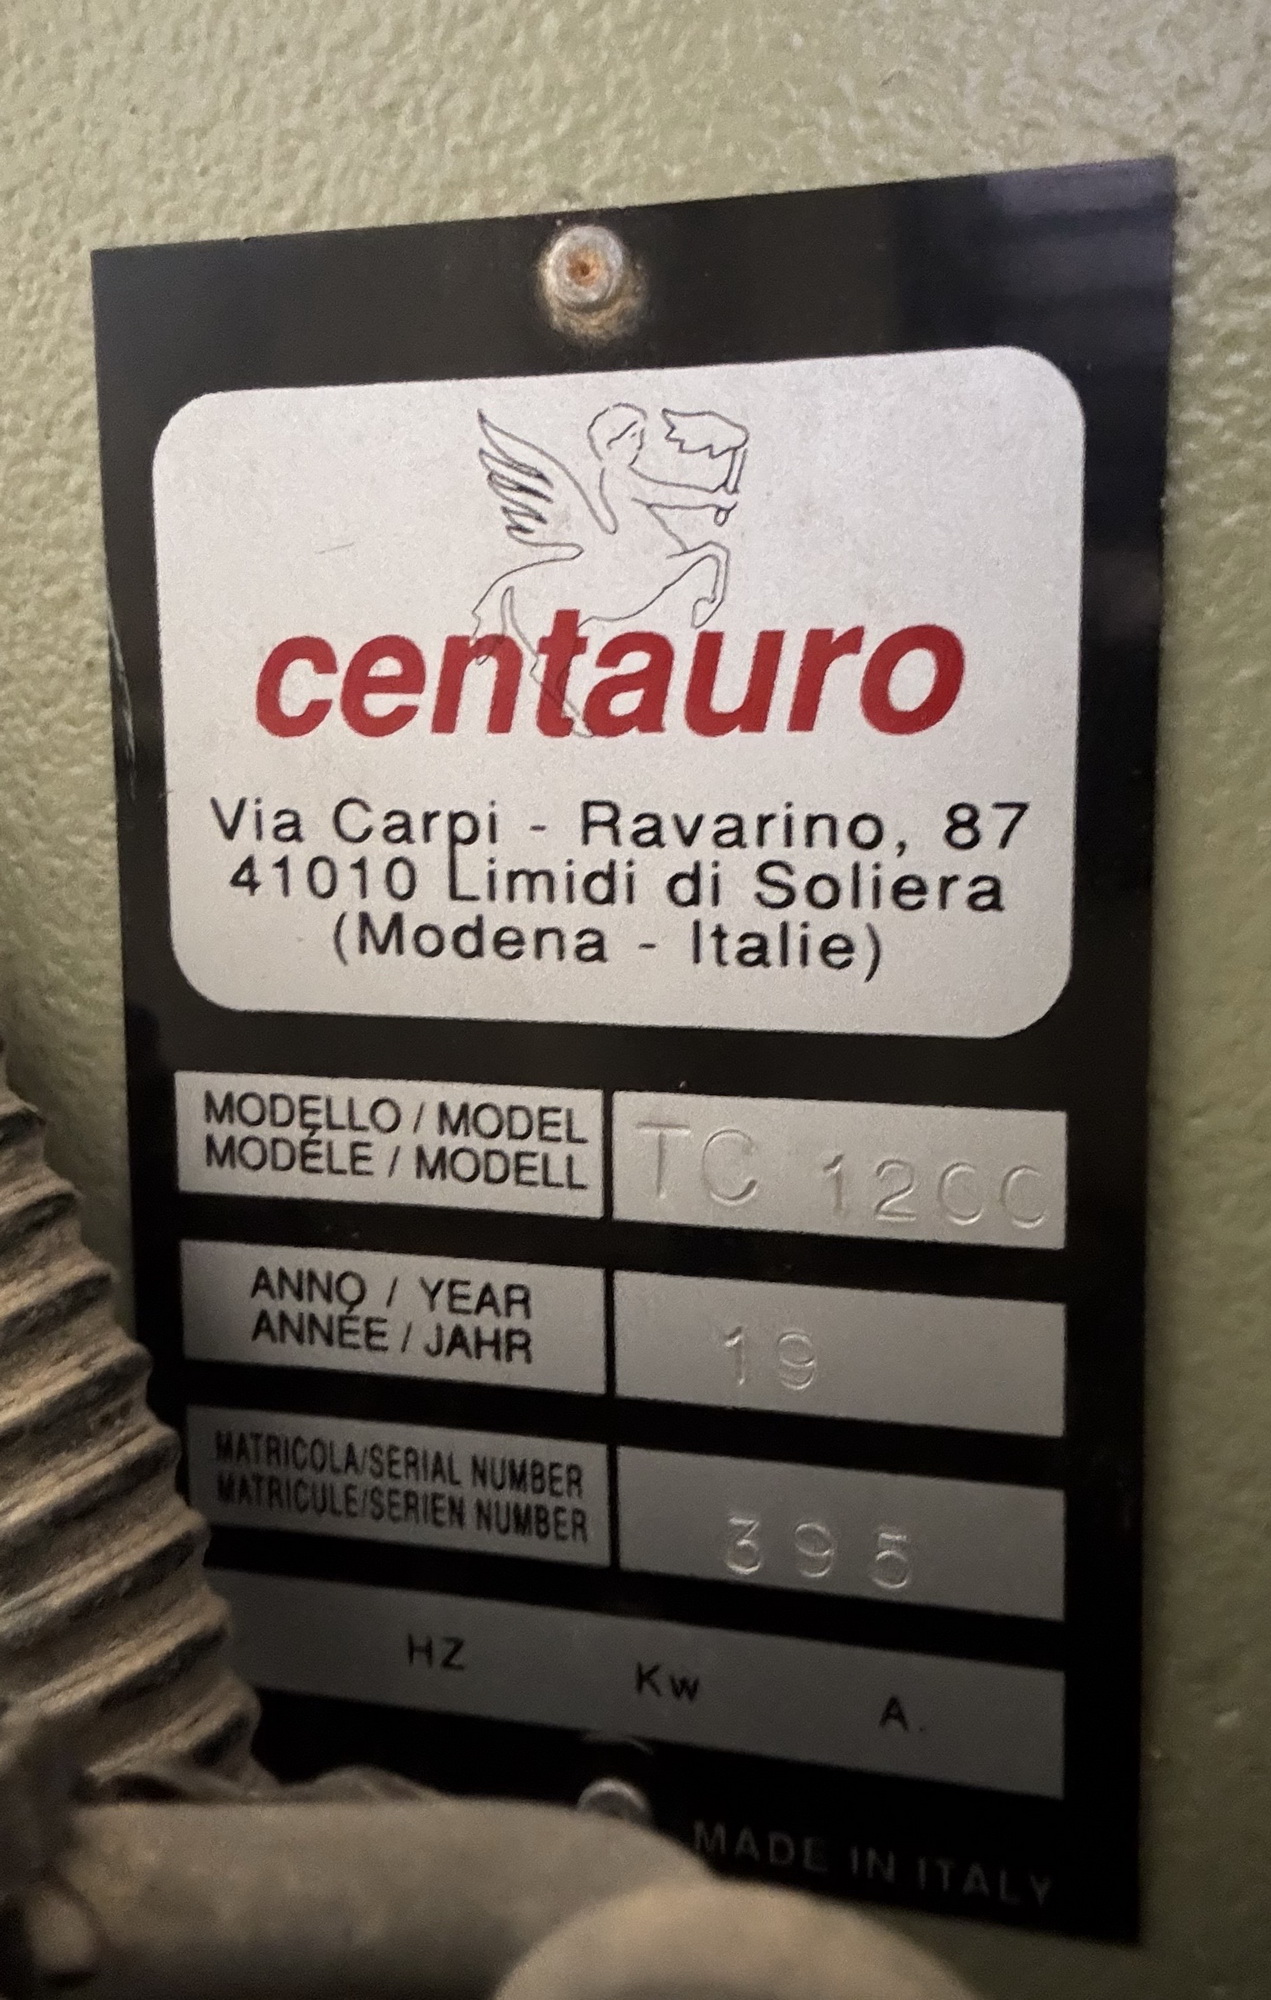 centauro
Via Carpi - Ravarino, 87
41010 Limidi di Soliera
(Modena - Italie)
MODELLO / MODEL
MODÉLE / MODELL
TC 1200
ANNO / YEAR
ANNÉE / JAHR
19
MATRICOLA/SERIAL NUMBER
MATRICULE/SERIEN NUMBER
395
HZ Kw A.
MADE IN ITALY